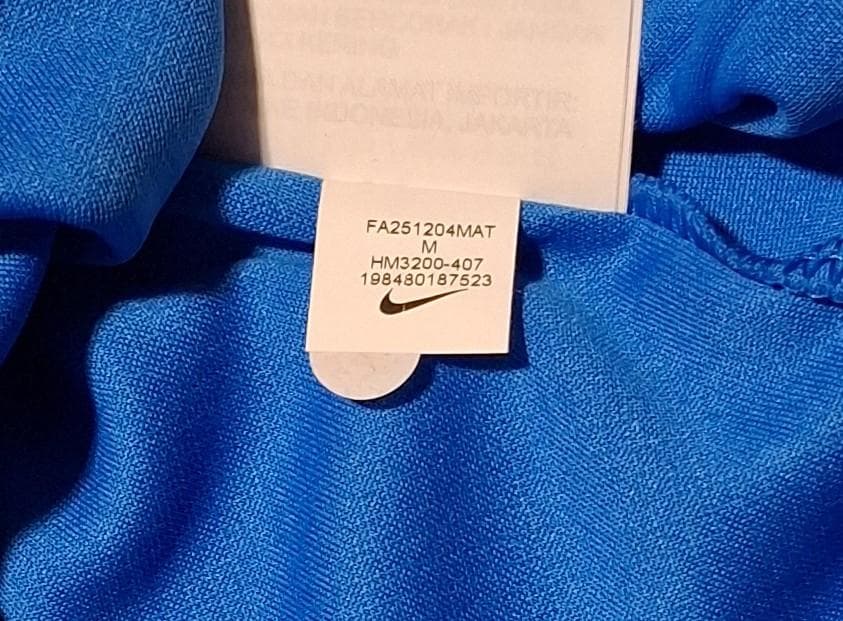 DAN ALAMAT IMPORTIR:
INDONESIA, JAKARTA
FA251204MAT
M
HM3200-407
198480187523